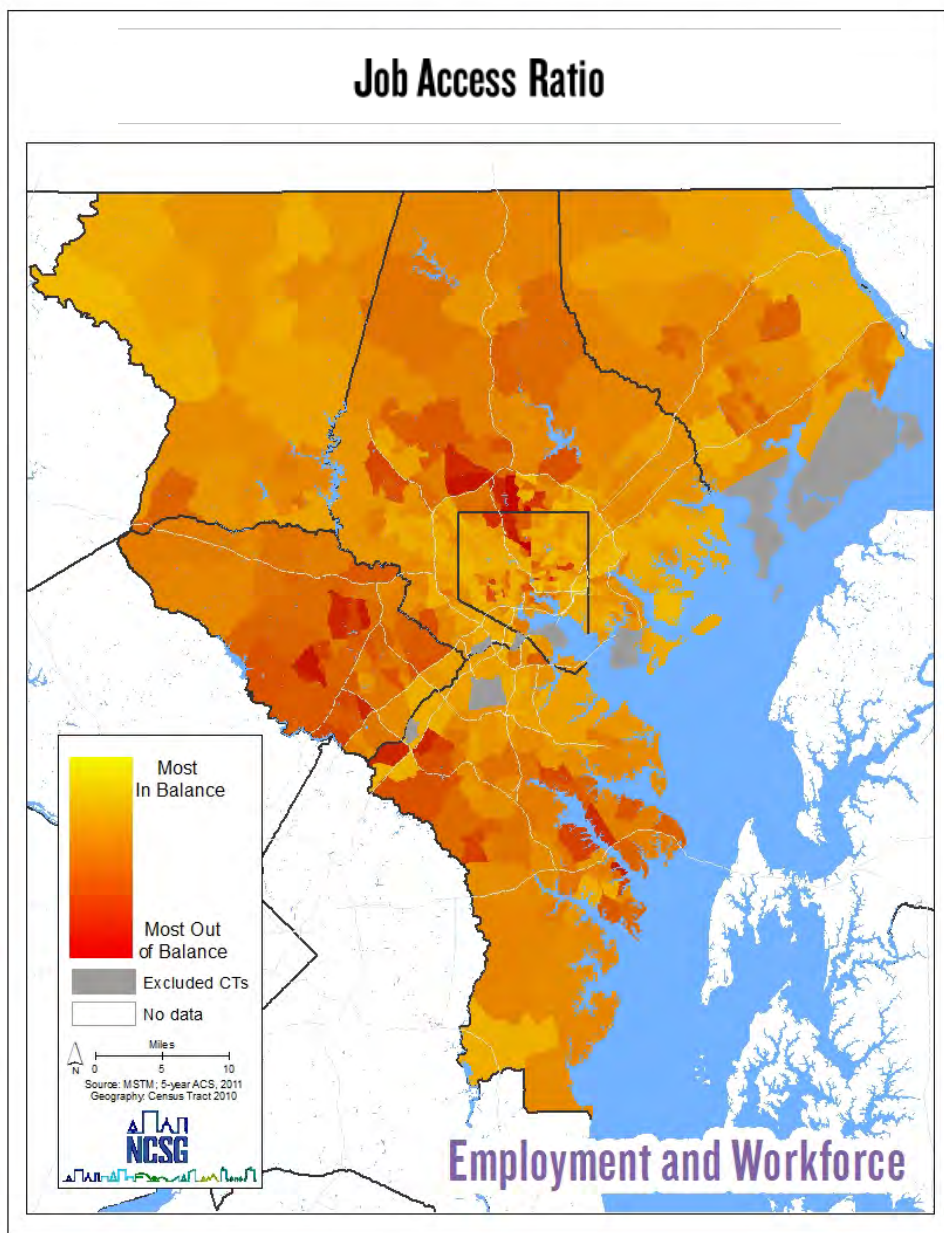 Job Access Ratio
Most
In Balance
Most Out
of Balance
Excluded CTs
No data
Miles
N
0 5 10
Source: MSTM; 5-year ACS, 2011
Geography: Census Tract 2010
NCSG
Employment and Workforce